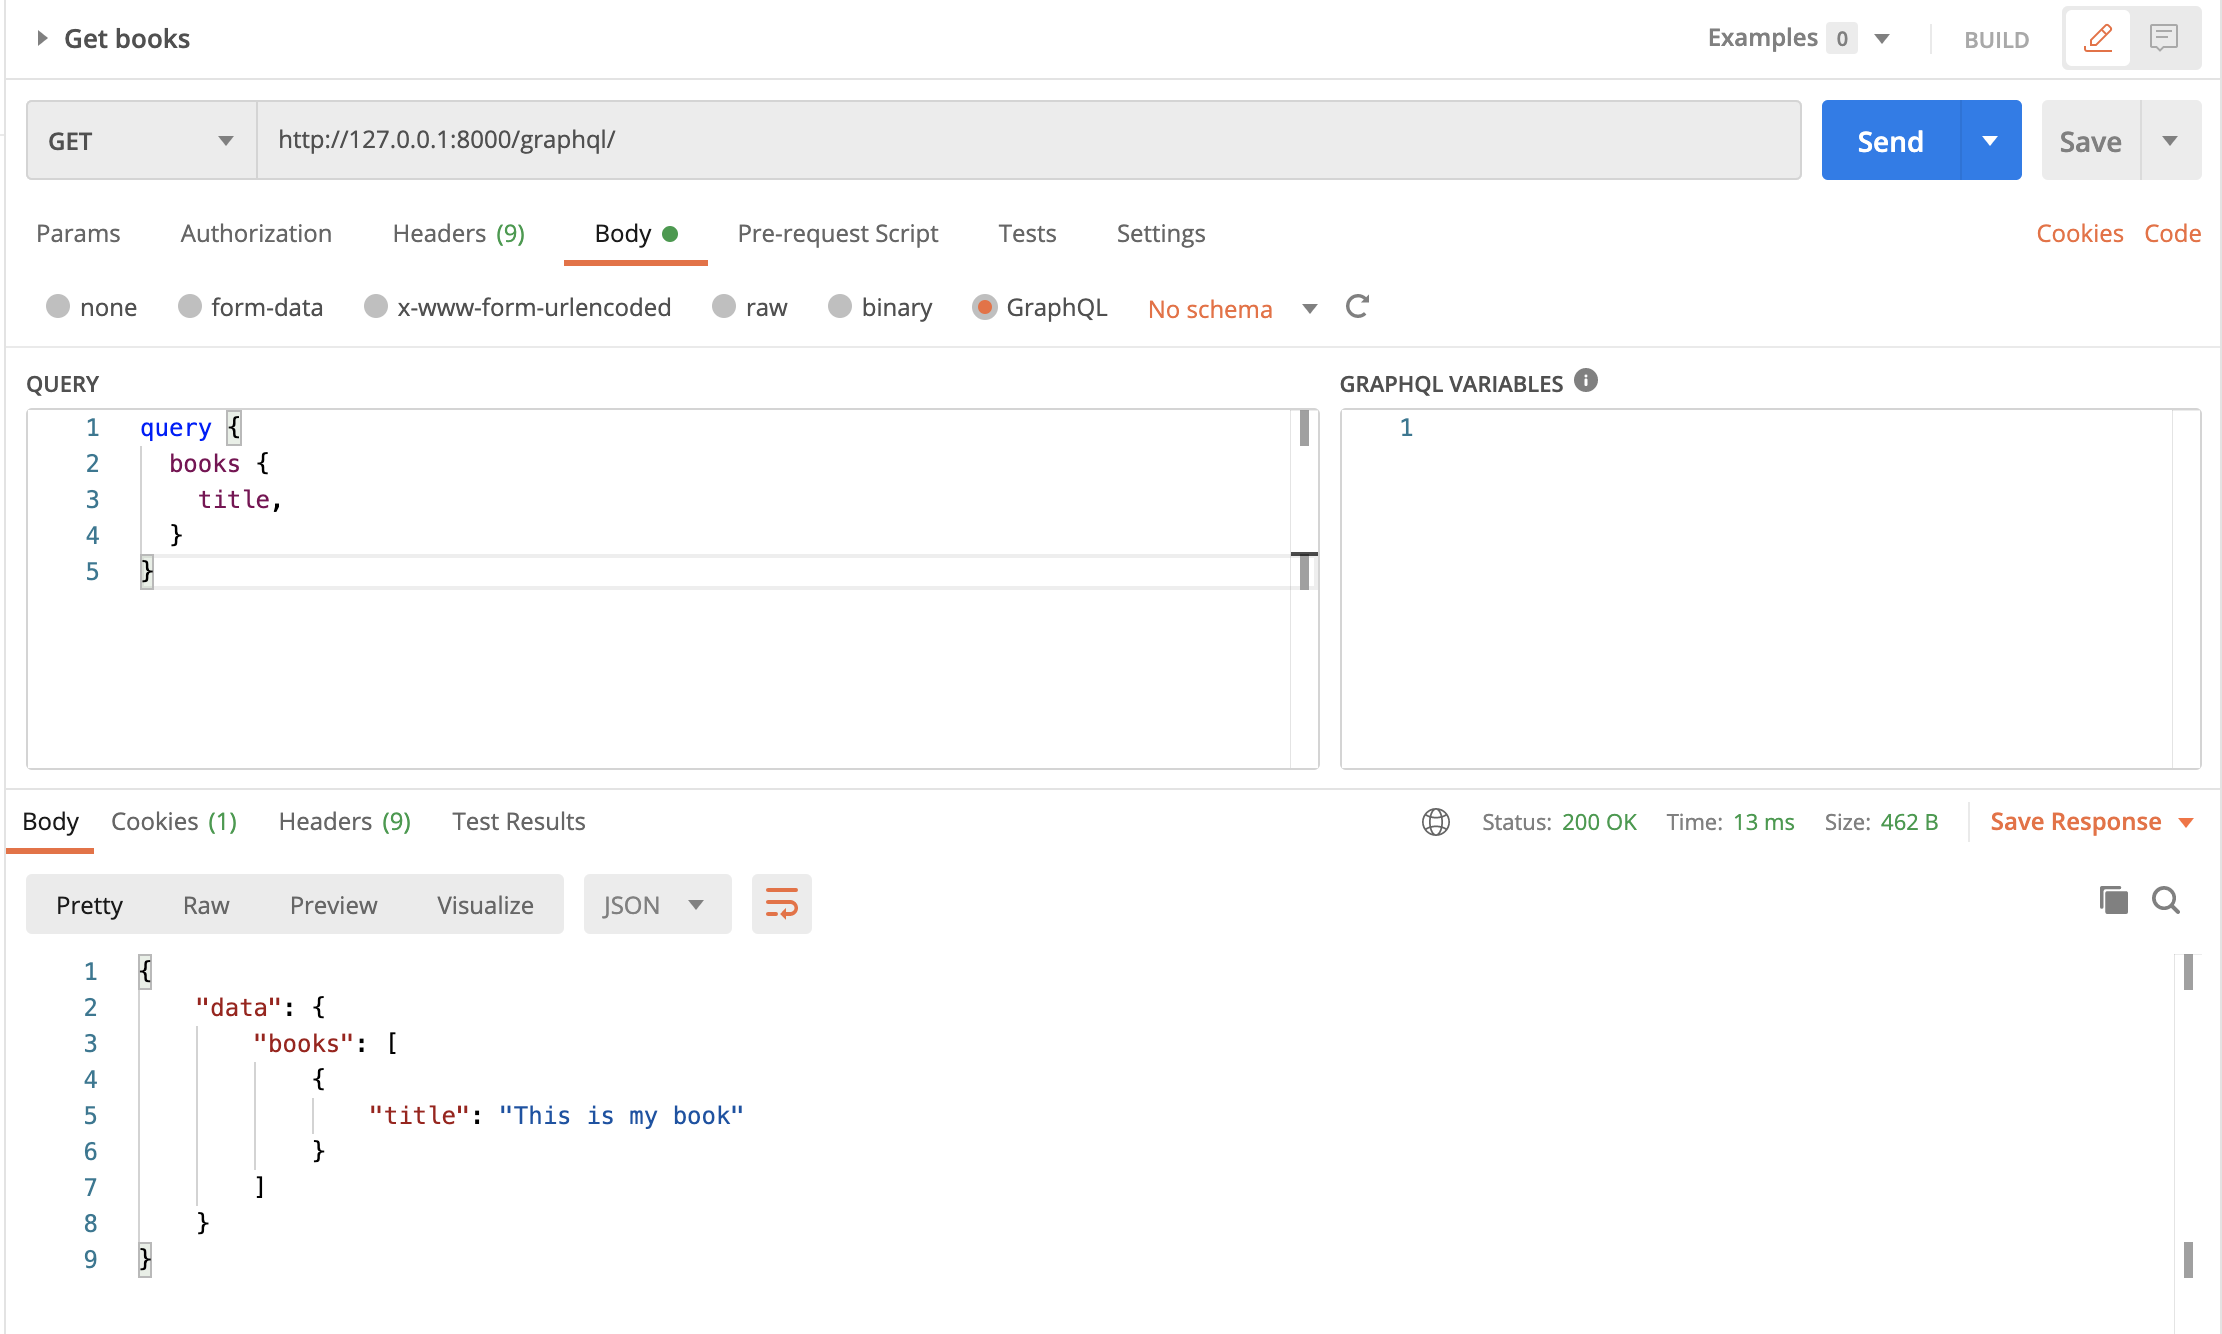 Get books Examples 0 BUILD
GET http://127.0.0.1:8000/graphql/ Send Save
Params Authorization Headers (9) Body Pre-request Script Tests Settings Cookies Code
none form-data x-www-form-urlencoded raw binary GraphQL No schema
QUERY GRAPHQL VARIABLES
1 query { 1
2 books {
3 title,
4 }
5 }
Body Cookies (1) Headers (9) Test Results Status: 200 OK Time: 13 ms Size: 462 B Save Response
Pretty Raw Preview Visualize JSON
1 {
2 "data": {
3 "books": [
4 {
5 "title": "This is my book"
6 }
7 ]
8 }
9 }